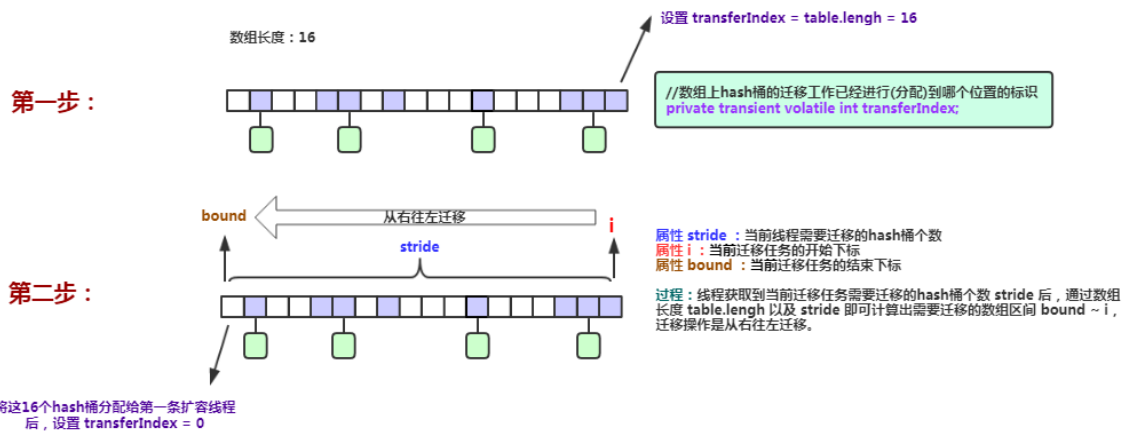 设置 transferIndex = table.lengh = 16
数组长度：16
第一步：
//数组上hash桶的迁移工作已经进行(分配)到哪个位置的标识
private transient volatile int transferIndex;
bound
从右往左迁移
i
stride
属性 stride ：当前线程需要迁移的hash桶个数
属性 i ：当前迁移任务的开始下标
属性 bound ：当前迁移任务的结束下标
第二步：
过程：线程获取到当前迁移任务需要迁移的hash桶个数 stride 后，通过数组
长度 table.lengh 以及 stride 即可计算出需要迁移的数组区间 bound ~ i，
迁移操作是从右往左迁移。
将这16个hash桶分配给第一条扩容线程
后，设置 transferIndex = 0